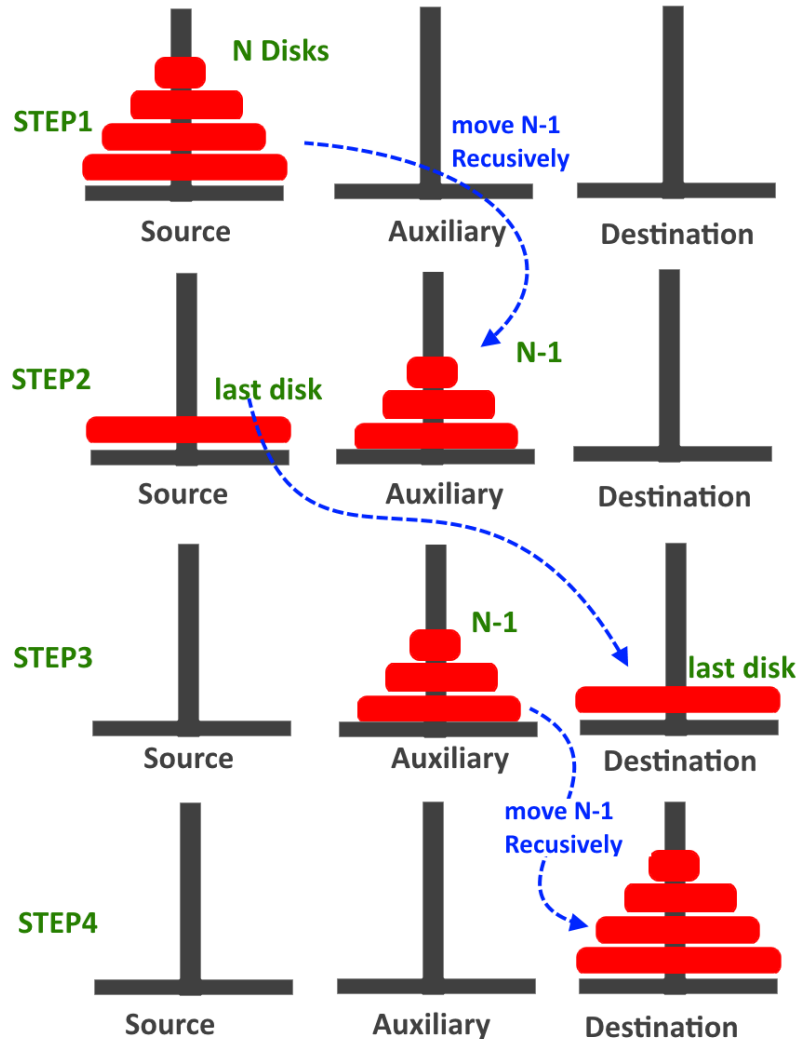 N Disks
STEP1
move N-1
Recusively
Source
Auxiliary
Destination
STEP2
last disk
N-1
Source
Auxiliary
Destination
STEP3
N-1
last disk
Source
Auxiliary
Destination
move N-1
Recusively
STEP4
Source
Auxiliary
Destination